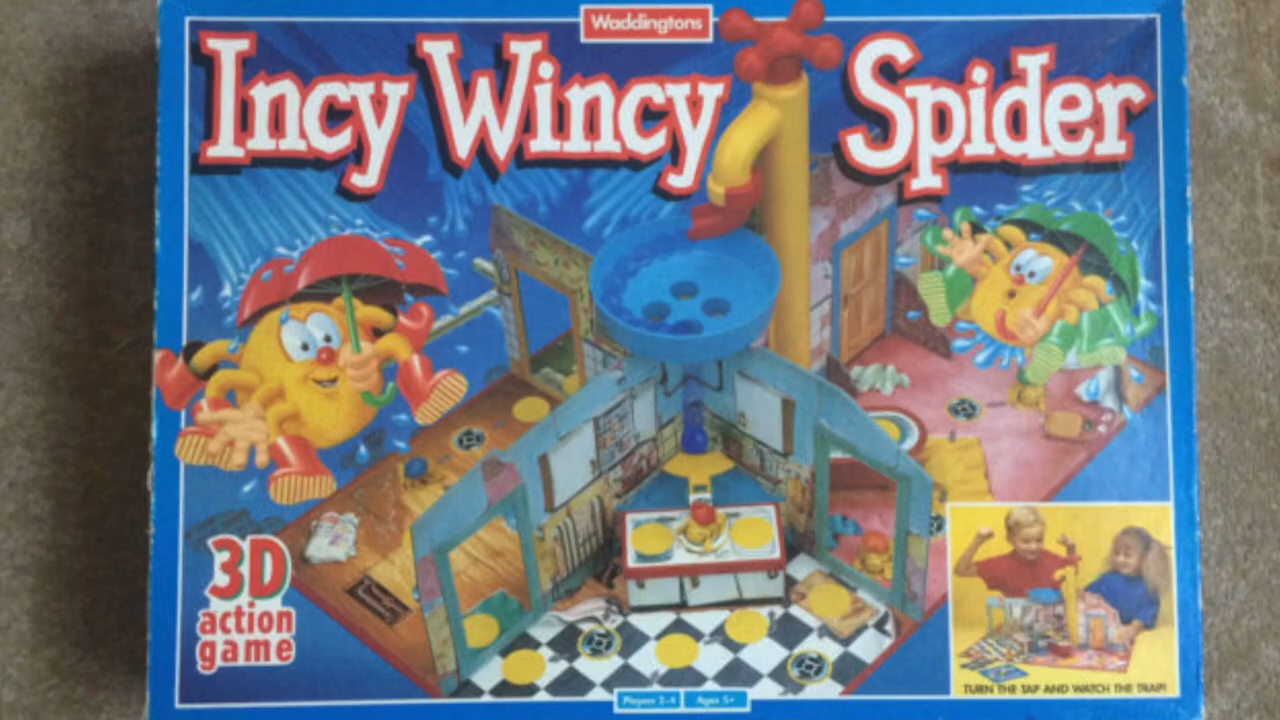 Waddingtons
Incy Wincy Spider
3D
action
game
Players 2-4
Ages 5+
TURN THE TAP AND WATCH THE TRAP!